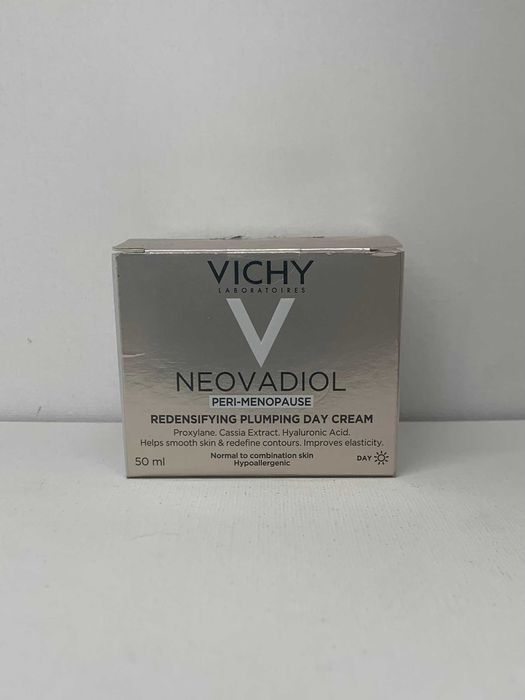 VICHY
LABORATOIRES
V
NEOVADIOL
PERI-MENOPAUSE
REDENSIFYING PLUMPING DAY CREAM
Proxylane. Cassia Extract. Hyaluronic Acid.
Helps smooth skin & redefine contours. Improves elasticity.
50 ml
Normal to combination skin
Hypoallergenic
DAY